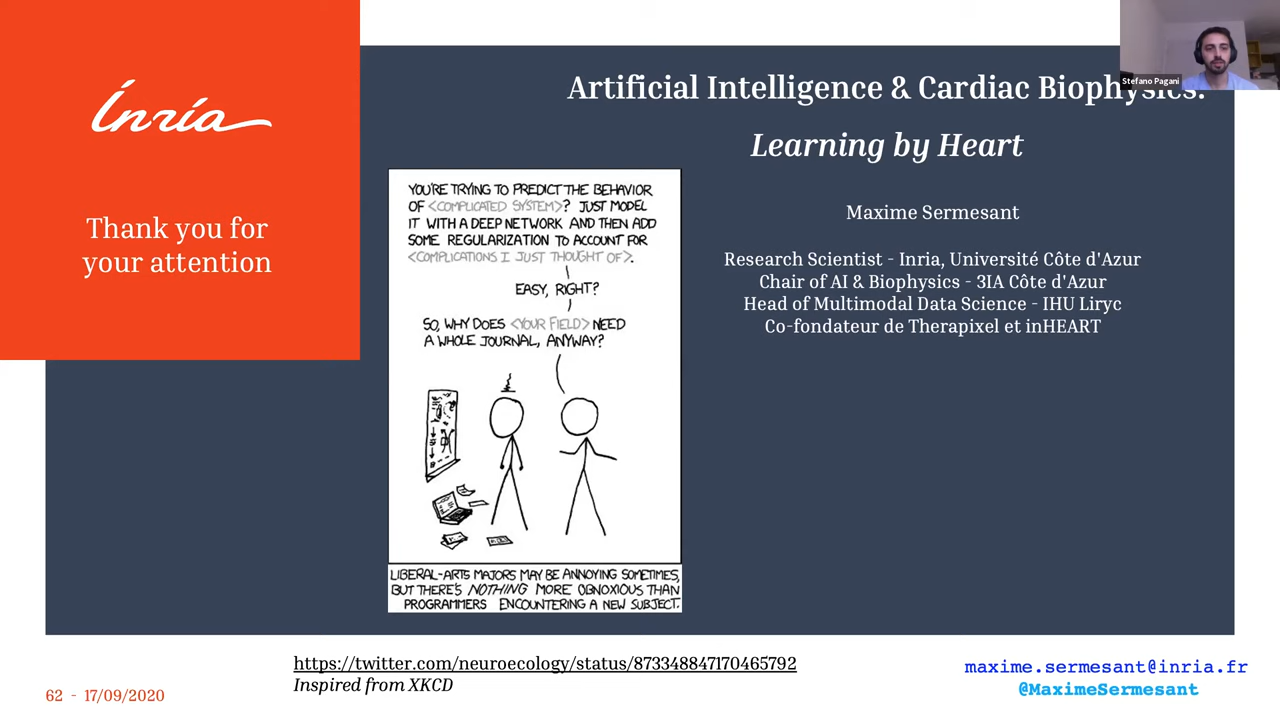 Inria
Thank you for
your attention
Stefano Pagani
Artificial Intelligence & Cardiac Biophysics:
Learning by Heart
YOU'RE TRYING TO PREDICT THE BEHAVIOR
OF <COMPLICATED SYSTEM>? JUST MODEL
IT WITH A DEEP NETWORK AND THEN ADD
SOME REGULARIZATION TO ACCOUNT FOR
<COMPLICATIONS I JUST THOUGHT OF>.
EASY, RIGHT?
SO, WHY DOES <YOUR FIELD> NEED
A WHOLE JOURNAL, ANYWAY?
LIBERAL-ARTS MAJORS MAY BE ANNOYING SOMETIMES,
BUT THERE'S NOTHING MORE OBNOXIOUS THAN
PROGRAMMERS ENCOUNTERING A NEW SUBJECT.
Maxime Sermesant
Research Scientist - Inria, Université Côte d'Azur
Chair of AI & Biophysics - 3IA Côte d'Azur
Head of Multimodal Data Science - IHU Liryc
Co-fondateur de Therapixel et inHEART
https://twitter.com/neuroecology/status/873348847170465792
Inspired from XKCD
maxime.sermesant@inria.fr
@MaximeSermesant
62 - 17/09/2020